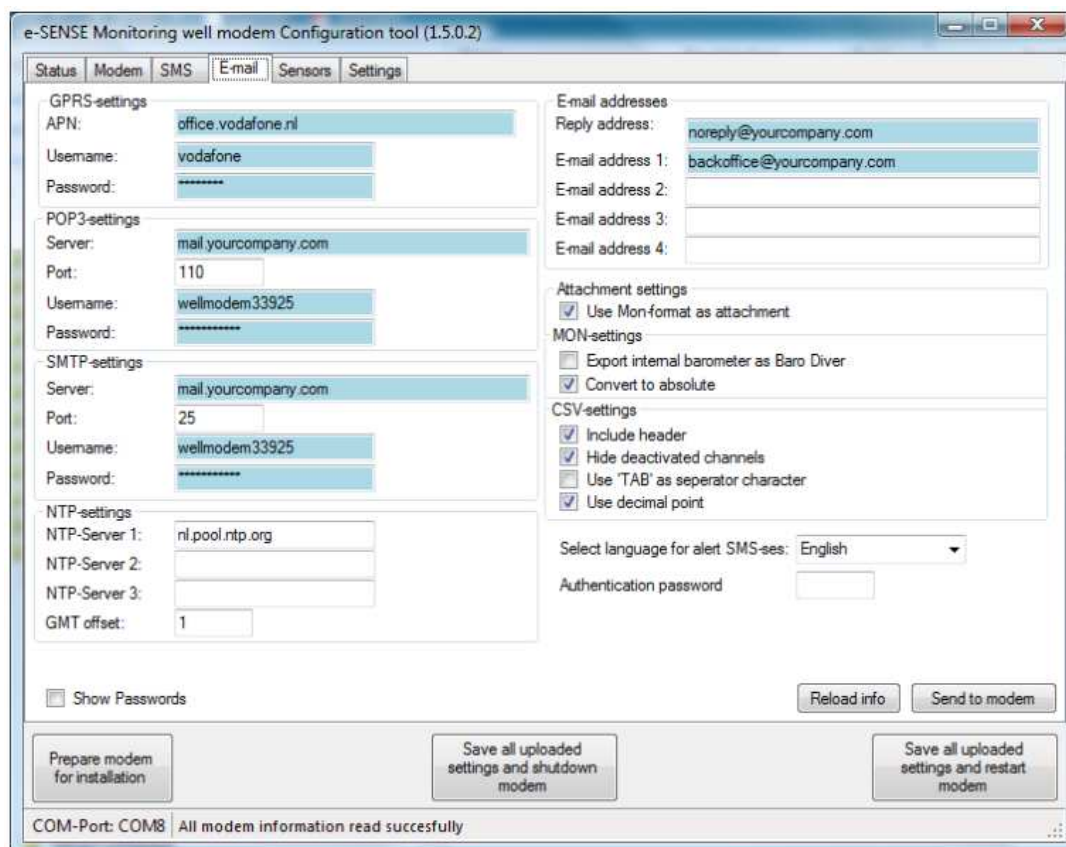 e-SENSE Monitoring well modem Configuration tool (1.5.0.2)
Status Modem SMS E-mail Sensors Settings
GPRS-settings
APN: office.vodafone.nl
Username: vodafone
Password: ********
POP3-settings
Server: mail.yourcompany.com
Port: 110
Username: wellmodem33925
Password: ***********
SMTP-settings
Server: mail.yourcompany.com
Port: 25
Username: wellmodem33925
Password: ***********
NTP-settings
NTP-Server 1: nl.pool.ntp.org
NTP-Server 2:
NTP-Server 3:
GMT offset: 1
Show Passwords
E-mail addresses
Reply address: noreply@yourcompany.com
E-mail address 1: backoffice@yourcompany.com
E-mail address 2:
E-mail address 3:
E-mail address 4:
Attachment settings
Use Mon-format as attachment
MON-settings
Export internal barometer as Baro Diver
Convert to absolute
CSV-settings
Include header
Hide deactivated channels
Use 'TAB' as seperator character
Use decimal point
Select language for alert SMS-ses: English
Authentication password
Reload info Send to modem
Prepare modem
for installation
Save all uploaded
settings and shutdown
modem
Save all uploaded
settings and restart
modem
COM-Port: COM8 All modem information read succesfully